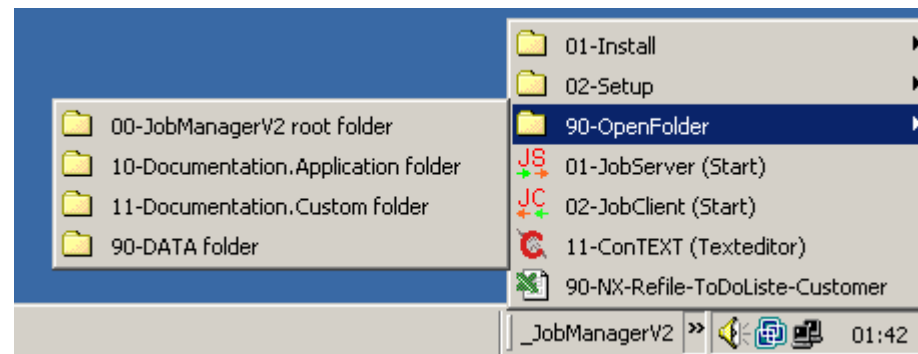 01-Install
02-Setup
90-OpenFolder
00-JobManagerV2 root folder
10-Documentation.Application folder
11-Documentation.Custom folder
90-DATA folder
JS 01-JobServer (Start)
JC 02-JobClient (Start)
11-ConTEXT (Texteditor)
90-NX-Refile-ToDoListe-Customer
_JobManagerV2 » 01:42